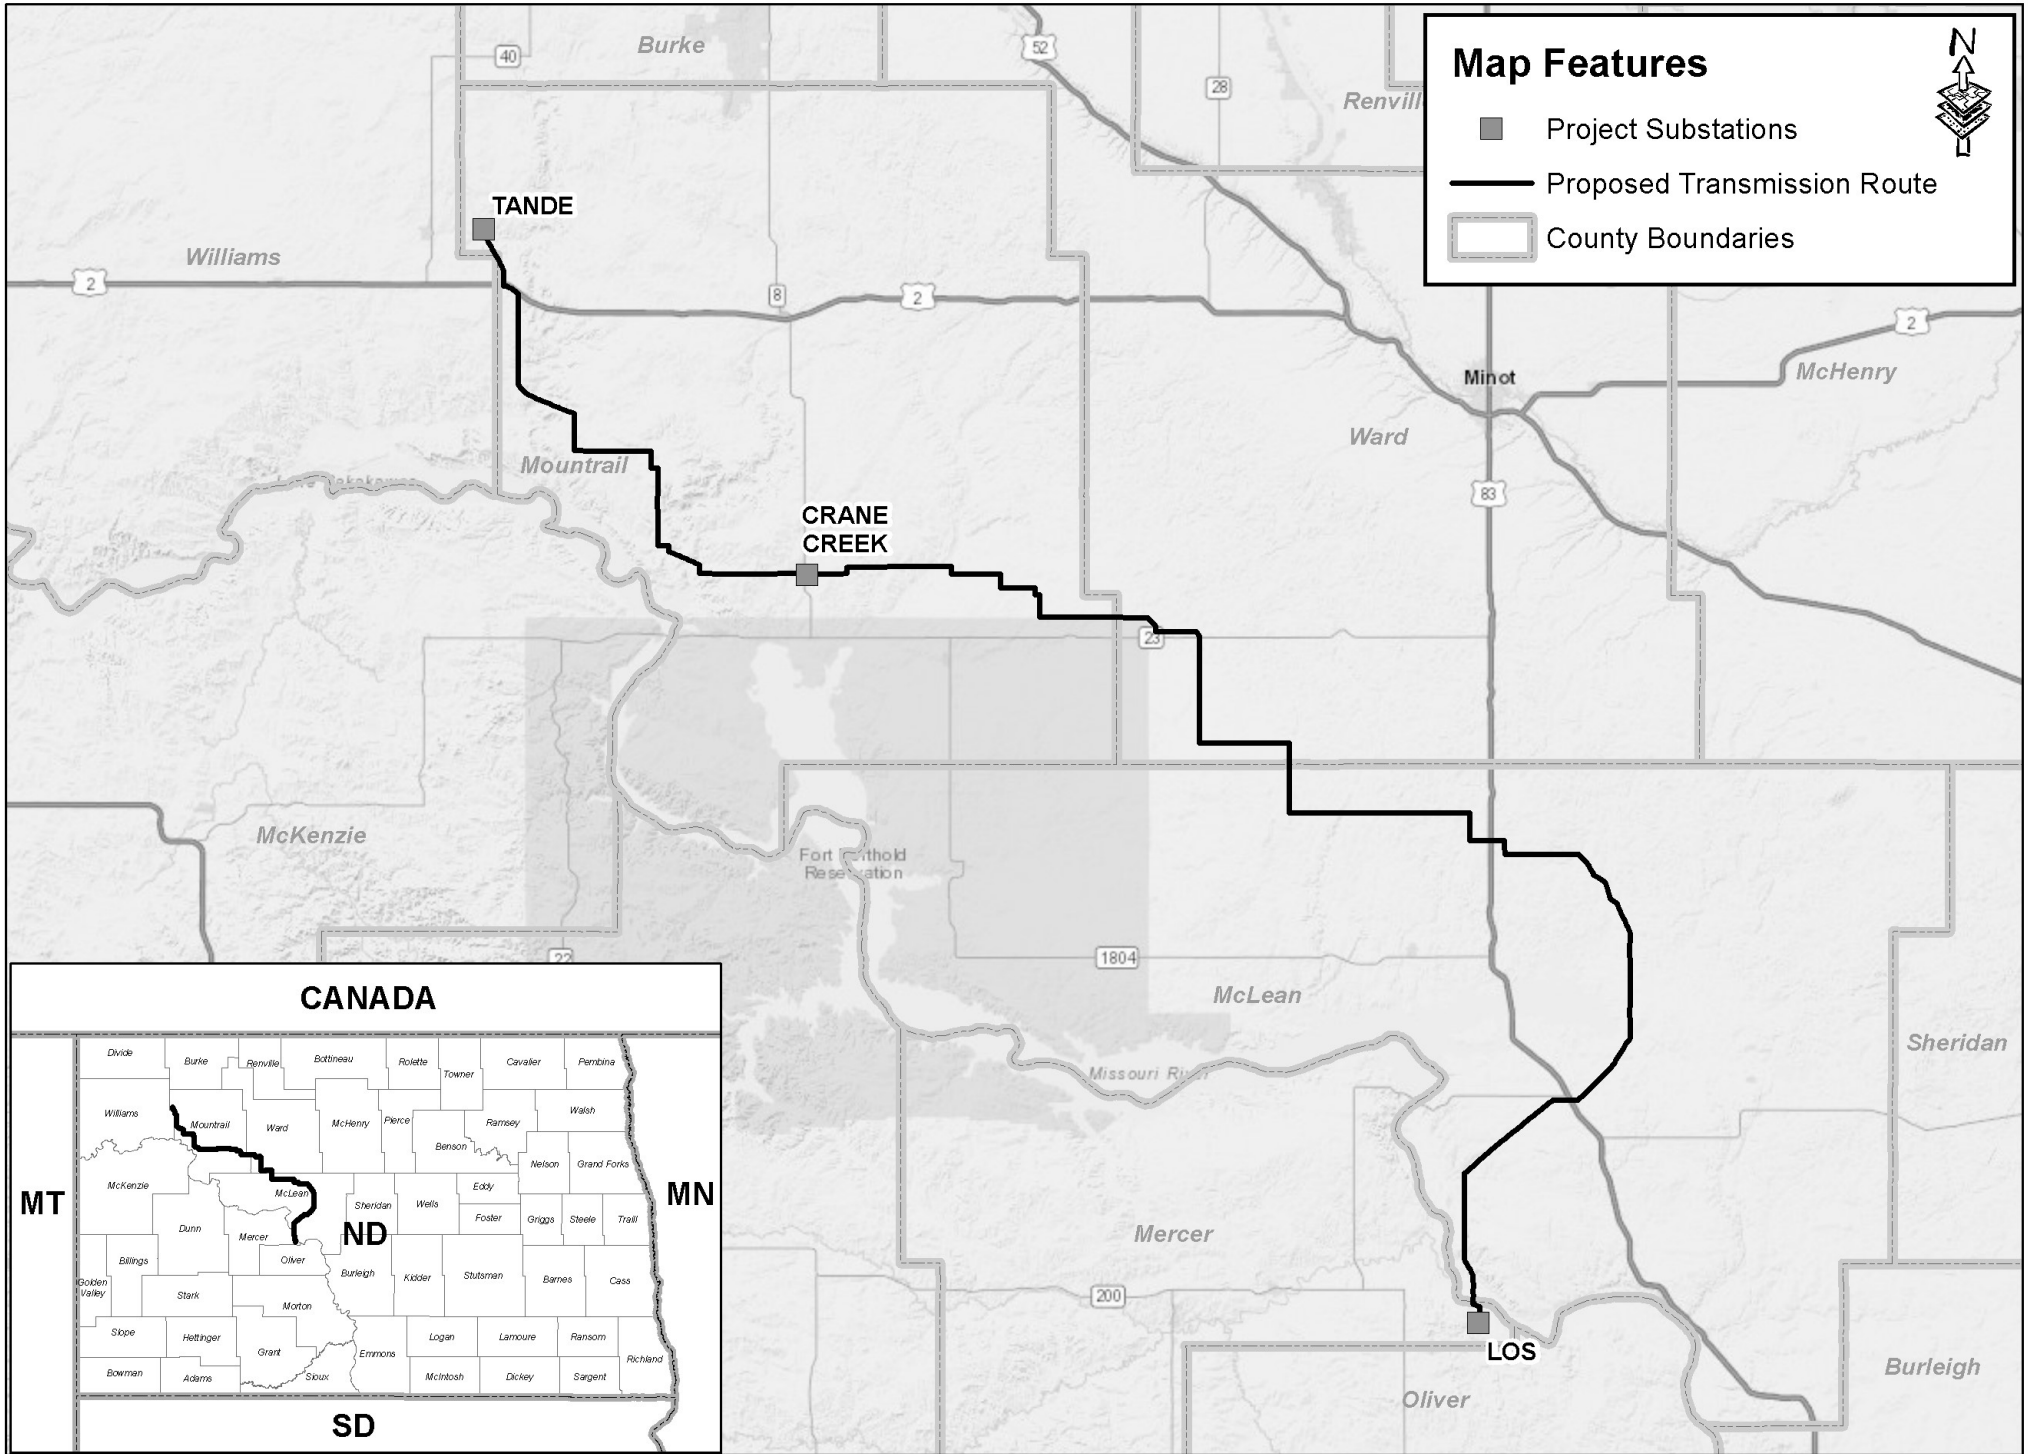 Burke
40
52
28
Renvill
Map Features
N
Project Substations
Proposed Transmission Route
County Boundaries
TANDE
Williams
2
8
2
2
Minot
McHenry
Ward
Mountrail
83
CRANE
CREEK
23
McKenzie
Fort
Reservation
22
1804
McLean
Sheridan
Missouri River
Mercer
200
LOS
Oliver
Burleigh
CANADA
Divide
Burke
Renville
Bottineau
Rolette
Towner
Cavalier
Pembina
Williams
Mountrail
Ward
McHenry
Pierce
Ramsey
Walsh
Benson
Nelson
Grand Forks
McKenzie
McLean
Sheridan
Wells
Eddy
Foster
Griggs
Steele
Traill
MT
MN
ND
Dunn
Mercer
Oliver
Billings
Burleigh
Kidder
Stutsman
Barnes
Cass
Golden
Valley
Stark
Morton
Slope
Hettinger
Grant
Logan
Lamoure
Ransom
Emmons
Richland
Bowman
Adams
Sioux
McIntosh
Dickey
Sargent
SD